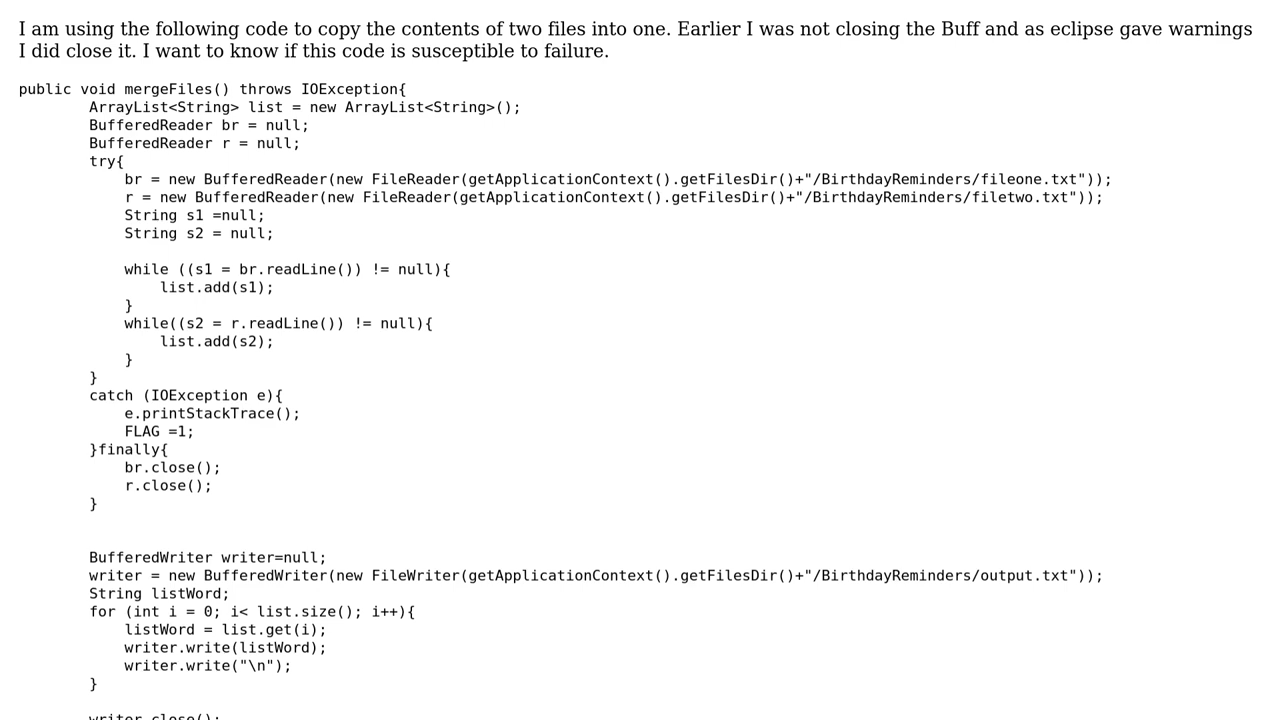 I am using the following code to copy the contents of two files into one. Earlier I was not closing the Buff and as eclipse gave warnings
I did close it. I want to know if this code is susceptible to failure.
public void mergeFiles() throws IOException{
        ArrayList<String> list = new ArrayList<String>();
        BufferedReader br = null;
        BufferedReader r = null;
        try{
            br = new BufferedReader(new FileReader(getApplicationContext().getFilesDir()+"/BirthdayReminders/fileone.txt"));
            r = new BufferedReader(new FileReader(getApplicationContext().getFilesDir()+"/BirthdayReminders/filetwo.txt"));
            String s1 =null;
            String s2 = null;

            while ((s1 = br.readLine()) != null){
                list.add(s1);
            }
            while((s2 = r.readLine()) != null){
                list.add(s2);
            }
        }
        catch (IOException e){
            e.printStackTrace();
            FLAG =1;
        }finally{
            br.close();
            r.close();
        }


        BufferedWriter writer=null;
        writer = new BufferedWriter(new FileWriter(getApplicationContext().getFilesDir()+"/BirthdayReminders/output.txt"));
        String listWord;
        for (int i = 0; i< list.size(); i++){
            listWord = list.get(i);
            writer.write(listWord);
            writer.write("\n");
        }

        writer.close();